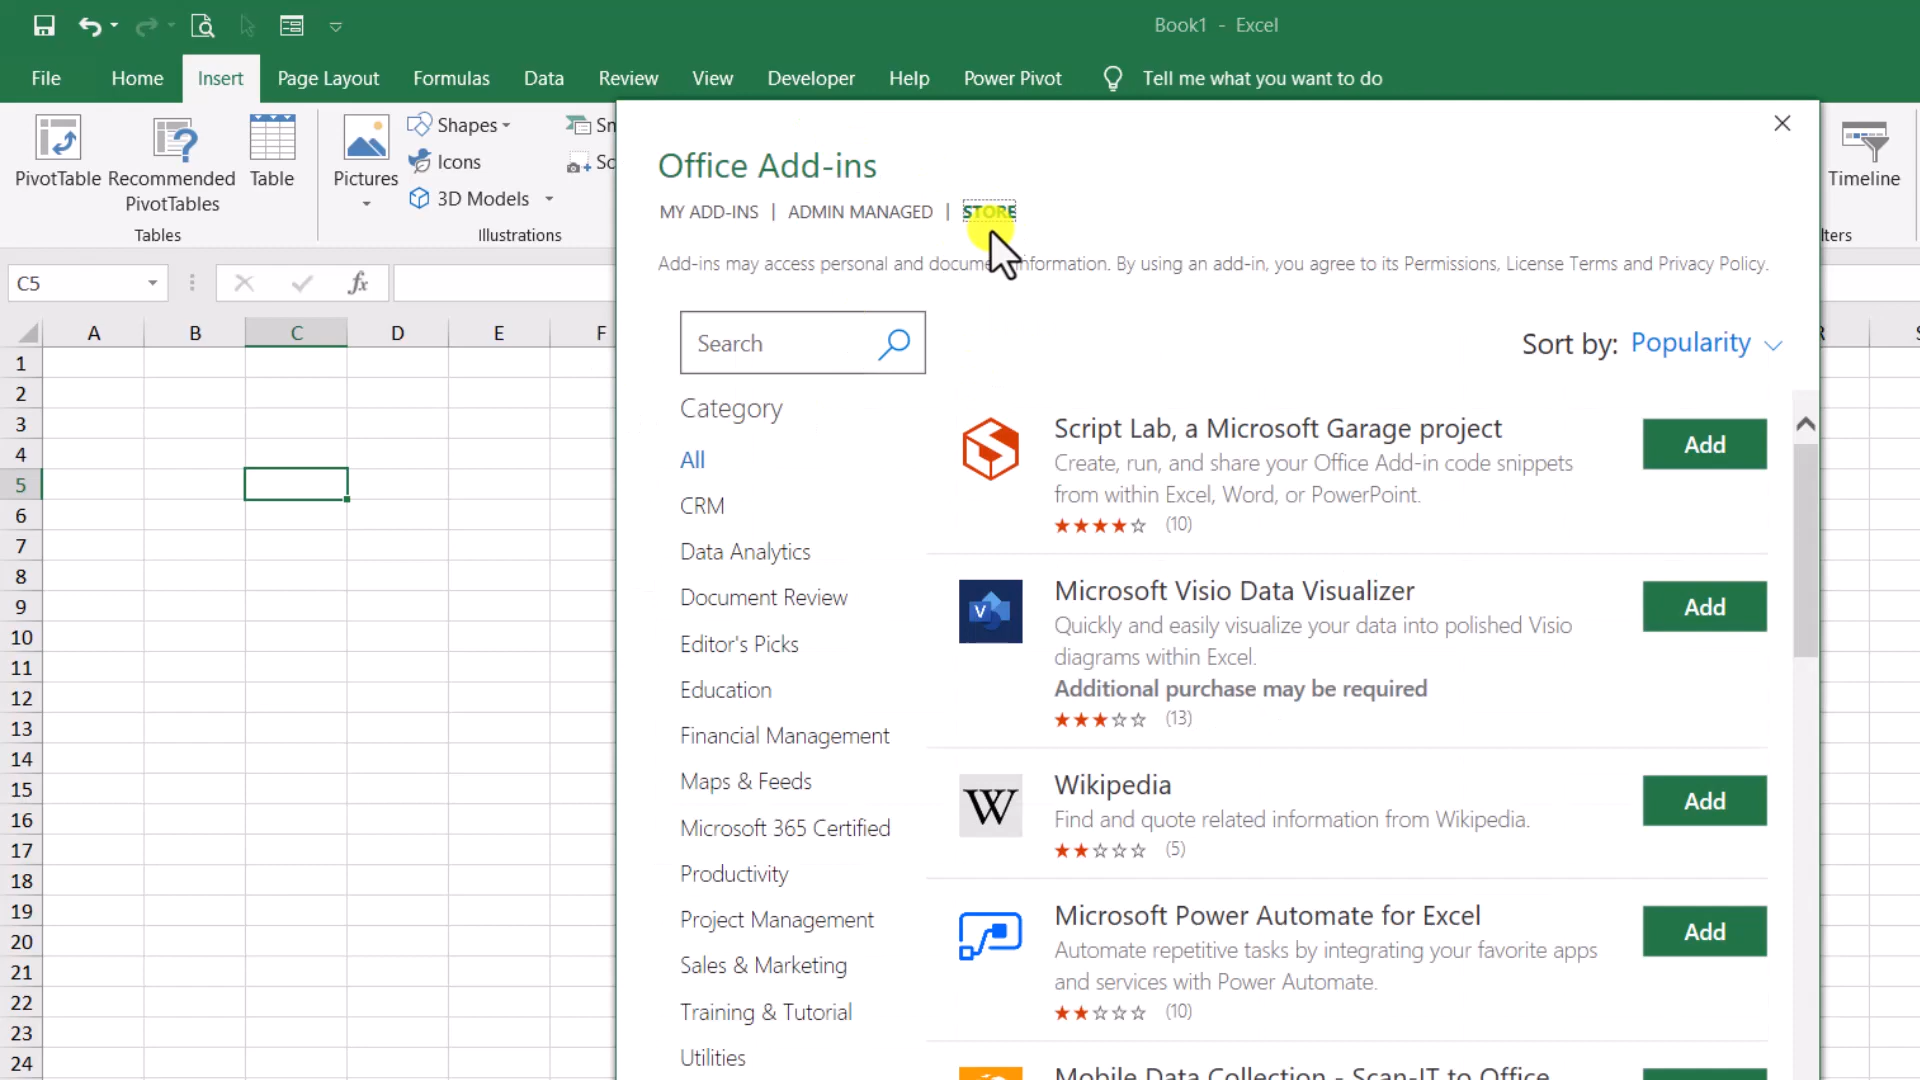 Book1 - Excel
File Home Insert Page Layout Formulas Data Review View Developer Help Power Pivot Tell me what you want to do
PivotTable
Recommended
PivotTables
Table
Tables
Pictures
Shapes
Icons
3D Models
Illustrations
Timeline
C5
fx
A B C D E F
1
2
3
4
5
6
7
8
9
10
11
12
13
14
15
16
17
18
19
20
21
22
23
24
Office Add-ins
MY ADD-INS | ADMIN MANAGED | STORE
Add-ins may access personal and document information. By using an add-in, you agree to its Permissions, License Terms and Privacy Policy.
Search
Sort by: Popularity
Category
All
CRM
Data Analytics
Document Review
Editor's Picks
Education
Financial Management
Maps & Feeds
Microsoft 365 Certified
Productivity
Project Management
Sales & Marketing
Training & Tutorial
Utilities
Script Lab, a Microsoft Garage project
Create, run, and share your Office Add-in code snippets
from within Excel, Word, or PowerPoint.
(10)
Add
Microsoft Visio Data Visualizer
Quickly and easily visualize your data into polished Visio
diagrams within Excel.
Additional purchase may be required
(13)
Add
W
Wikipedia
Find and quote related information from Wikipedia.
(5)
Add
Microsoft Power Automate for Excel
Automate repetitive tasks by integrating your favorite apps
and services with Power Automate.
(10)
Add
Mobile Data Collection - Scan-IT to Office